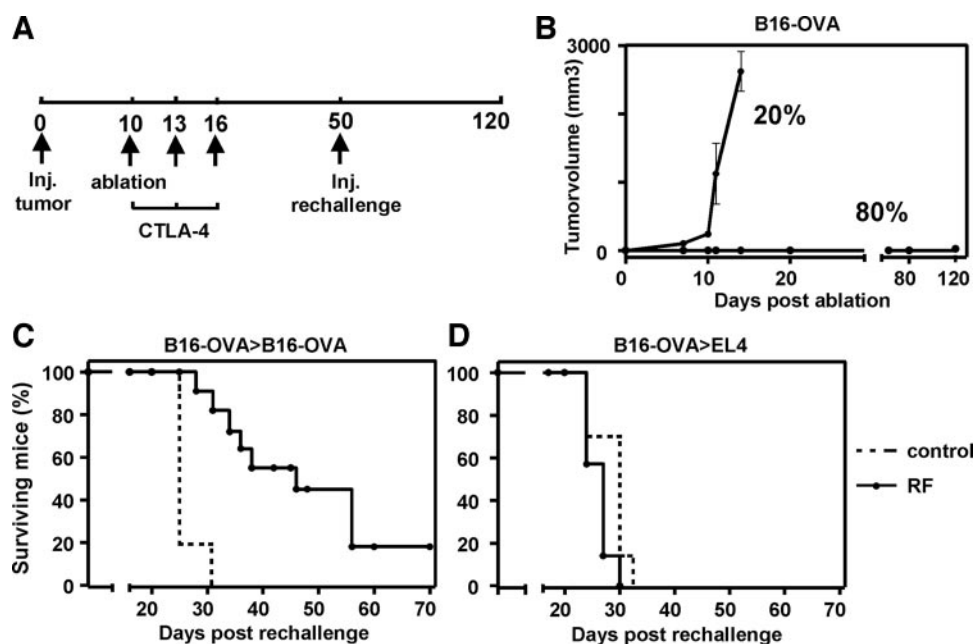 A
0 10 13 16 50 120
Inj. tumor
ablation
Inj. rechallenge
CTLA-4
B
B16-OVA
Tumorvolume (mm3)
3000
0
20%
80%
0 10 20 80 120
Days post ablation
C
B16-OVA>B16-OVA
Surviving mice (%)
100
80
60
40
20
0
20 30 40 50 60 70
Days post rechallenge
D
B16-OVA>EL4
100
80
60
40
20
0
20 30 40 50 60 70
Days post rechallenge
control
RF